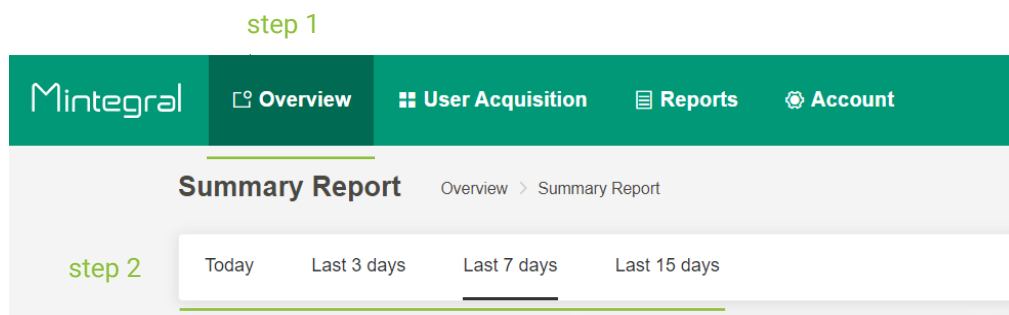 step 1
Mintegral Overview User Acquisition Reports Account
Summary Report Overview > Summary Report
step 2 Today Last 3 days Last 7 days Last 15 days